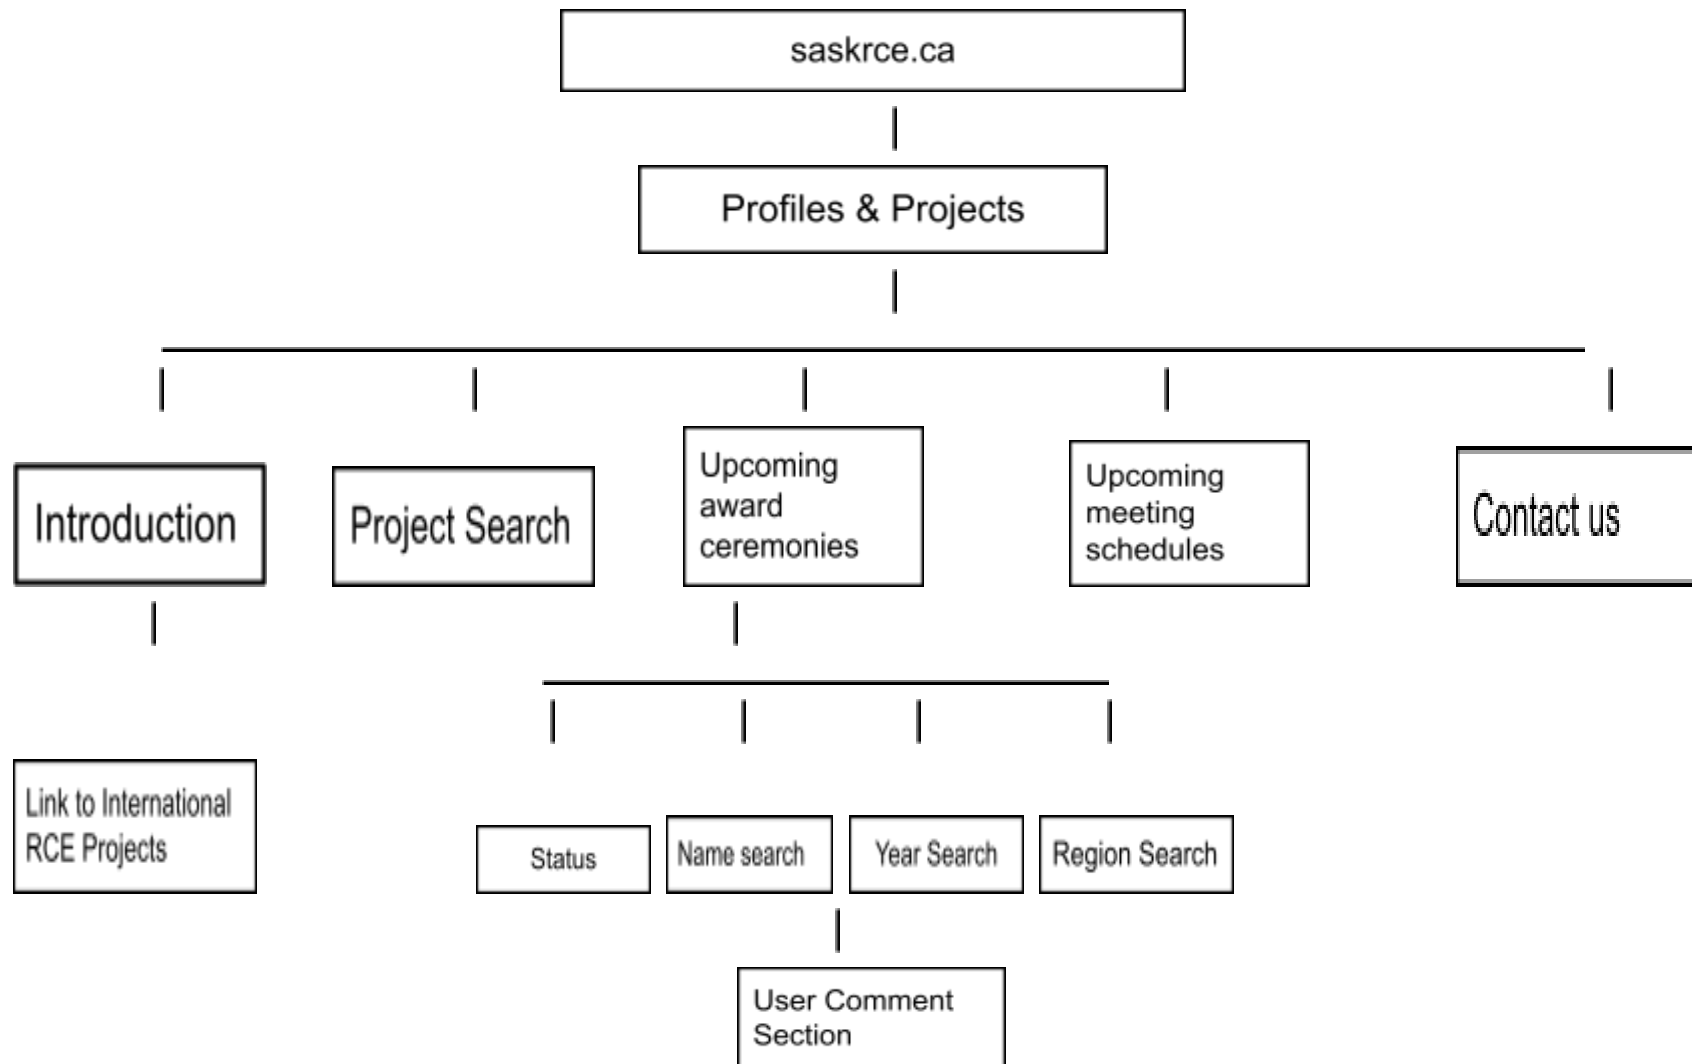 saskrce.ca
Profiles & Projects
Introduction
Project Search
Upcoming
award
ceremonies
Upcoming
meeting
schedules
Contact us
Link to International
RCE Projects
Status
Name search
Year Search
Region Search
User Comment
Section